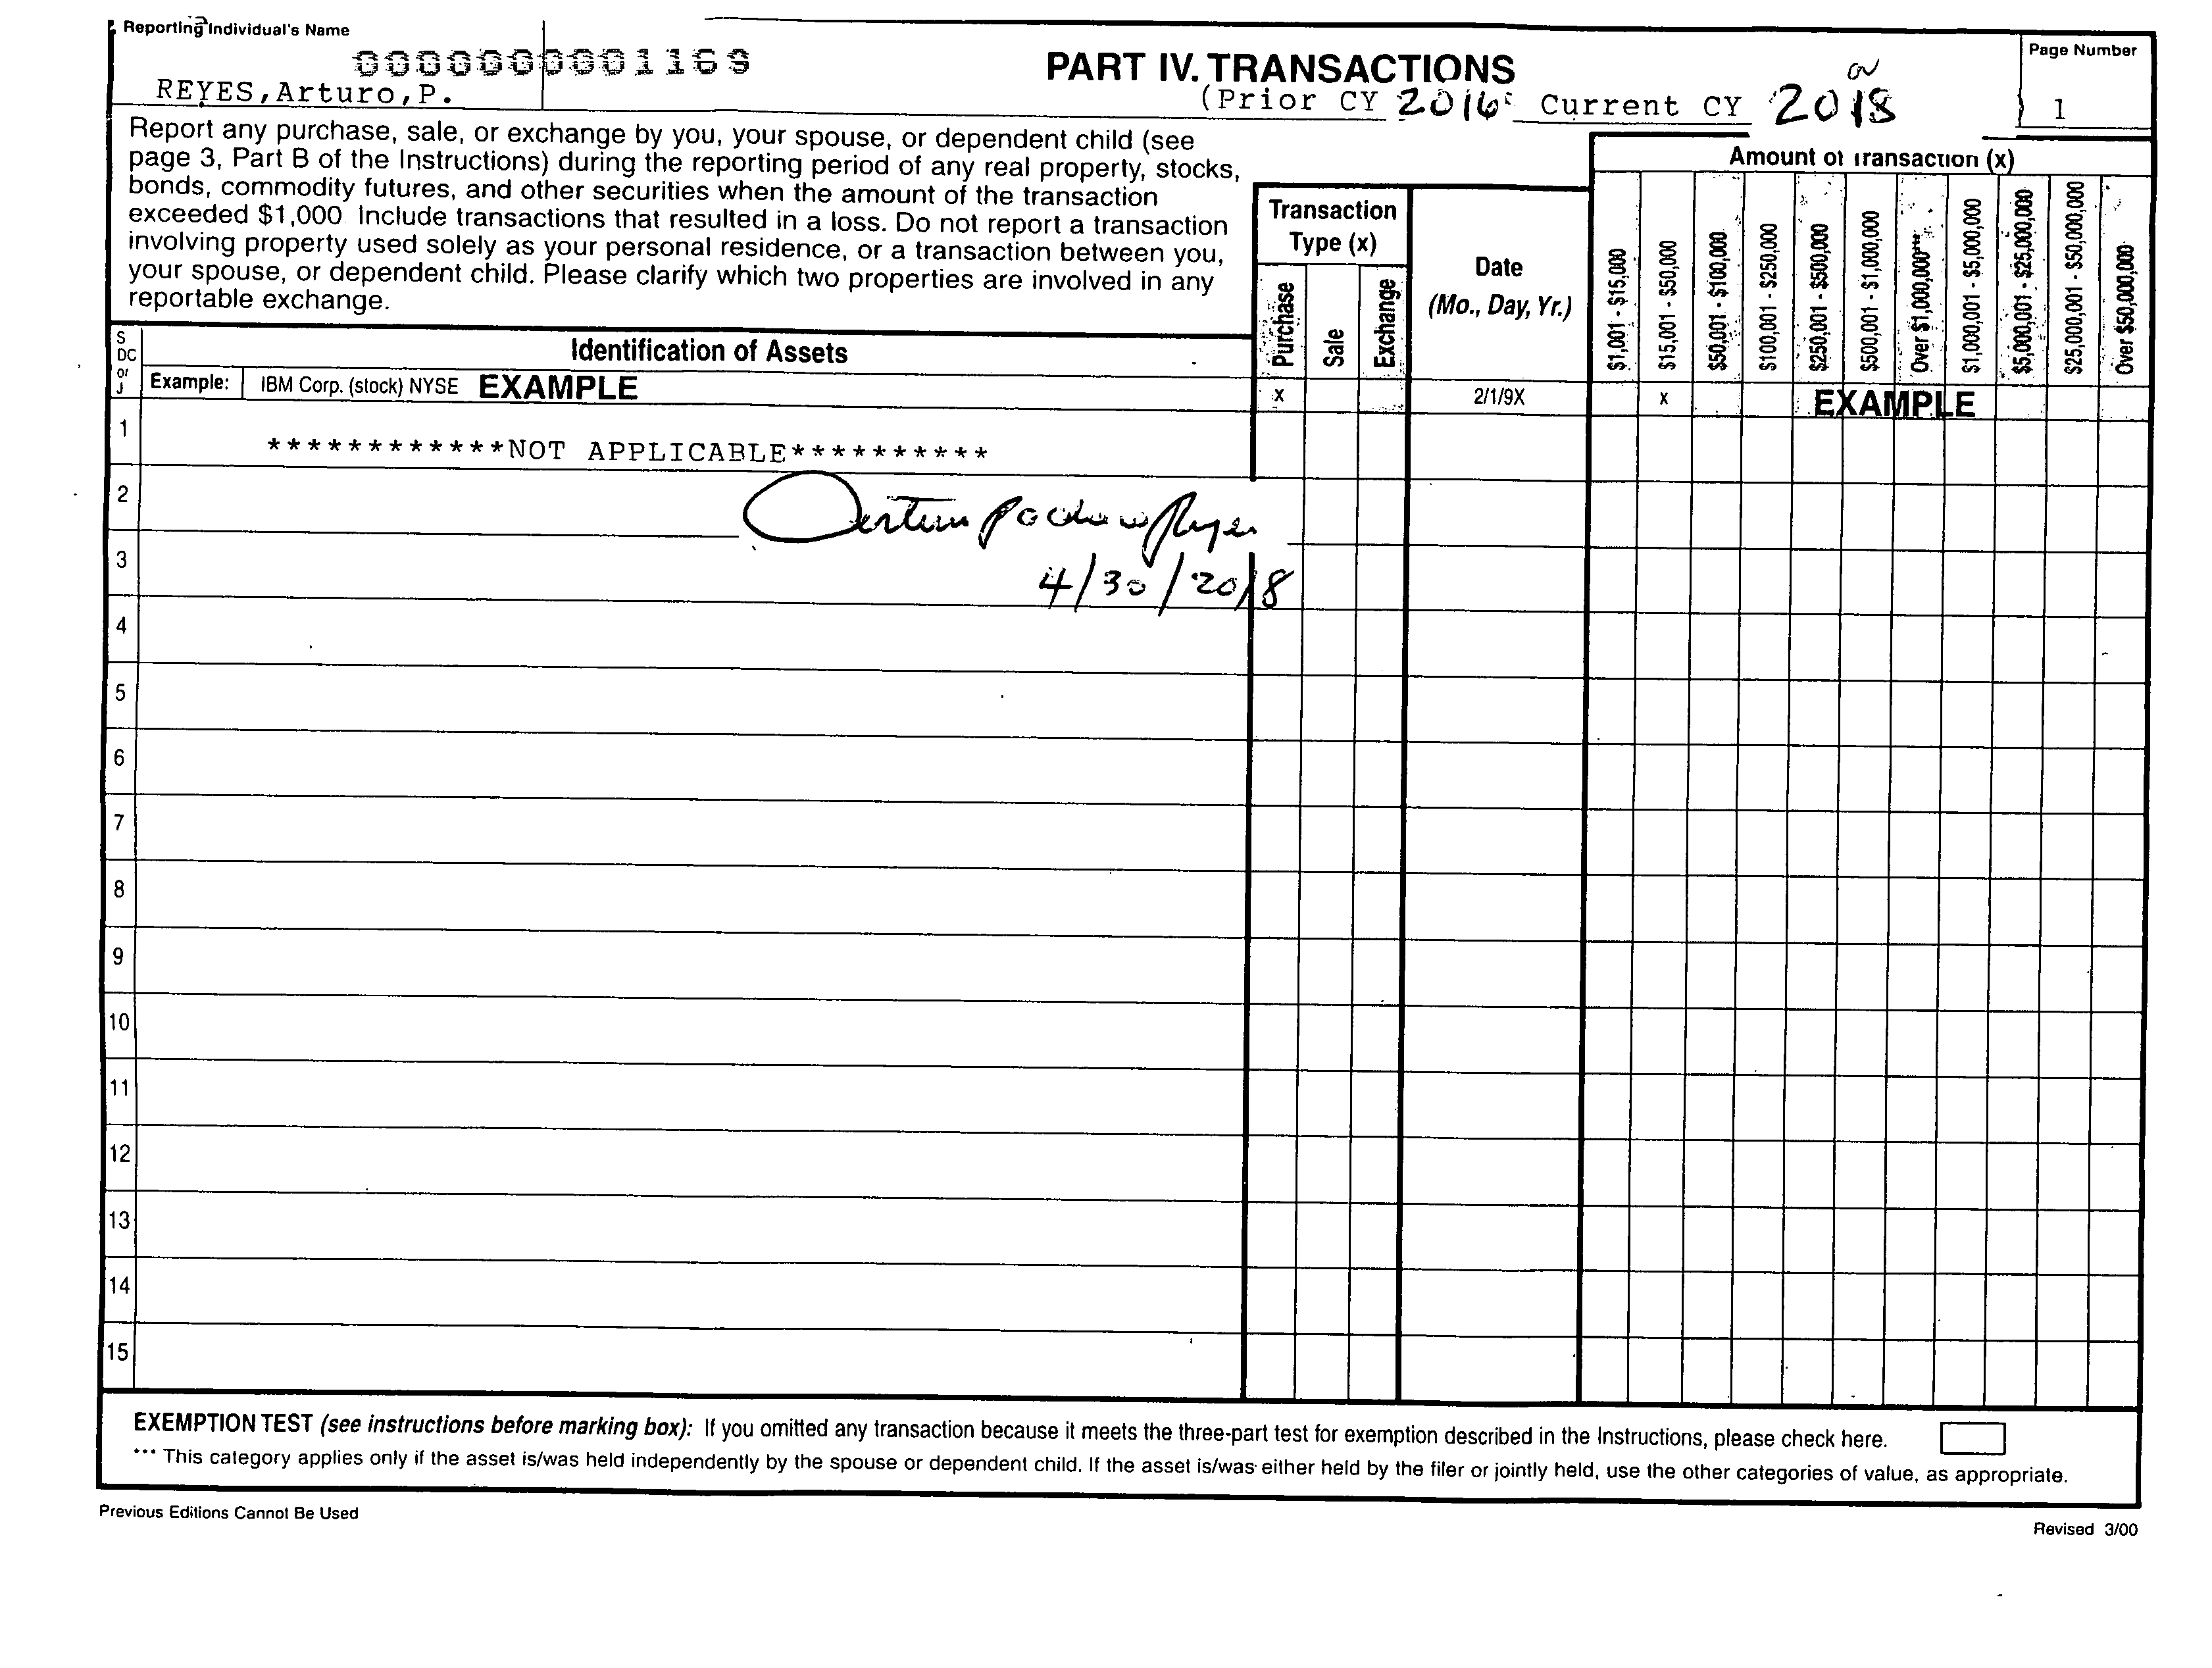 Reporting Individual's Name
0000000001169
REYES,Arturo,P.
PART IV. TRANSACTIONS
(Prior CY 2016 Current CY 2018 )
Page Number
1
Report any purchase, sale, or exchange by you, your spouse, or dependent child (see
page 3, Part B of the Instructions) during the reporting period of any real property, stocks,
bonds, commodity futures, and other securities when the amount of the transaction
exceeded $1,000. Include transactions that resulted in a loss. Do not report a transaction
involving property used solely as your personal residence, or a transaction between you,
your spouse, or dependent child. Please clarify which two properties are involved in any
reportable exchange.
Transaction
Type (x)
Purchase
Sale
Exchange
Date
(Mo., Day, Yr.)
Amount of Transaction (x)
$1,001 - $15,000
$15,001 - $50,000
$50,001 - $100,000
$100,001 - $250,000
$250,001 - $500,000
$500,001 - $1,000,000
Over $1,000,000***
$1,000,001 - $5,000,000
$5,000,001 - $25,000,000
$25,000,001 - $50,000,000
Over $50,000,000
S
DC
or
J
Identification of Assets
Example: IBM Corp. (stock) NYSE EXAMPLE x 2/1/9X x EXAMPLE
1 ************NOT APPLICABLE**********
2
3 4/30/2018
4
5
6
7
8
9
10
11
12
13
14
15
EXEMPTION TEST (see instructions before marking box): If you omitted any transaction because it meets the three-part test for exemption described in the Instructions, please check here.
*** This category applies only if the asset is/was held independently by the spouse or dependent child. If the asset is/was either held by the filer or jointly held, use the other categories of value, as appropriate.
Previous Editions Cannot Be Used
Revised 3/00